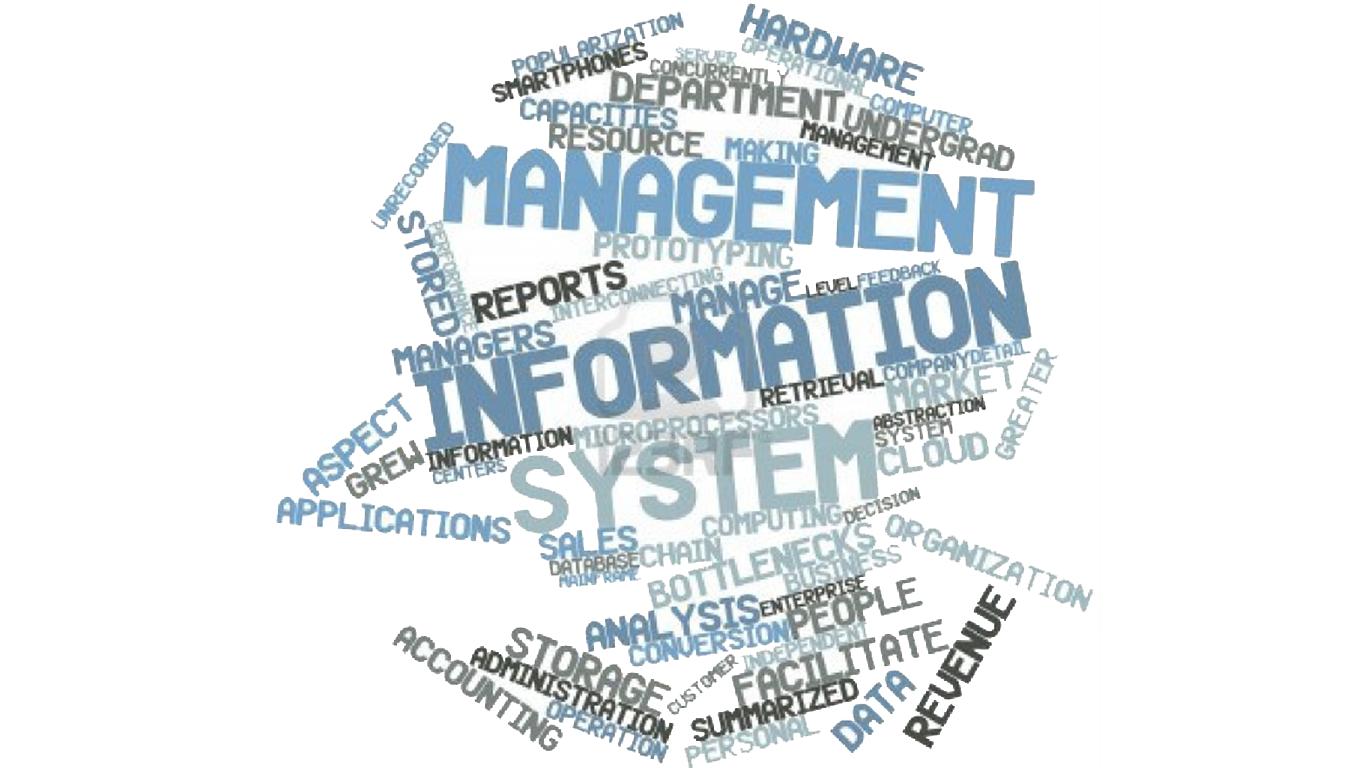 POPULARIZATION
HARDWARE
SMARTPHONES
SERVER
OPERATIONAL
CONCURRENTLY
DEPARTMENT
COMPUTER
CAPACITIES
UNDERGRAD
RESOURCE
MAKING
MANAGEMENT
UNRECORDED
MANAGEMENT
STORED
PERFORMANCE
PROTOTYPING
REPORTS
INTERCONNECTING
MANAGE
LEVEL
FEEDBACK
MANAGERS
INFORMATION
RETRIEVAL
COMPANY
DETAIL
MARKET
GREATER
ASPECT
GREW
INFORMATION
MICROPROCESSORS
ABSTRACTION
SYSTEM
CENTERS
SYSTEM
CLOUD
APPLICATIONS
COMPUTING
DECISION
ORGANIZATION
SALES
DATABASE
CHAIN
MAINFRAME
BOTTLENECKS
BUSINESS
ANALYSIS
ENTERPRISE
PEOPLE
CONVERSION
REVENUE
ACCOUNTING
STORAGE
ADMINISTRATION
OPERATION
CUSTOMER
INDEPENDENT
FACILITATE
SUMMARIZED
DATA
PERSONAL